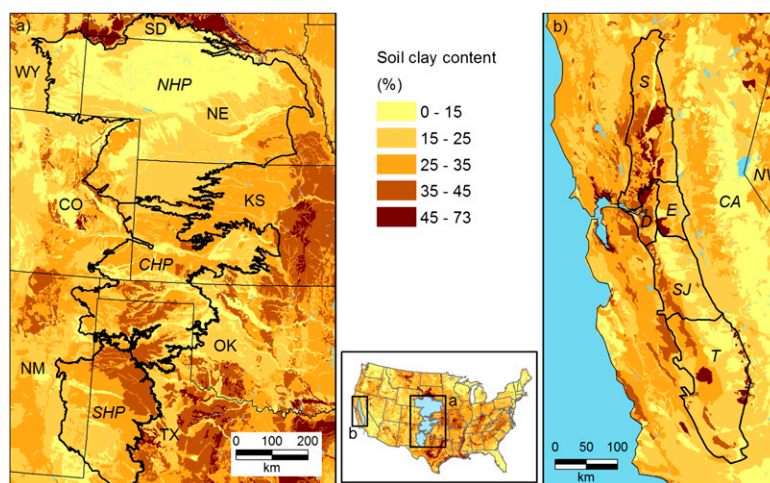 a)
SD
WY
NHP
NE
CO
KS
CHP
OK
NM
SHP
TX
0 100 200
km
Soil clay content
(%)
0 - 15
15 - 25
25 - 35
35 - 45
45 - 73
a
b
b)
S
NV
CA
E
D
SJ
T
0 50 100
km